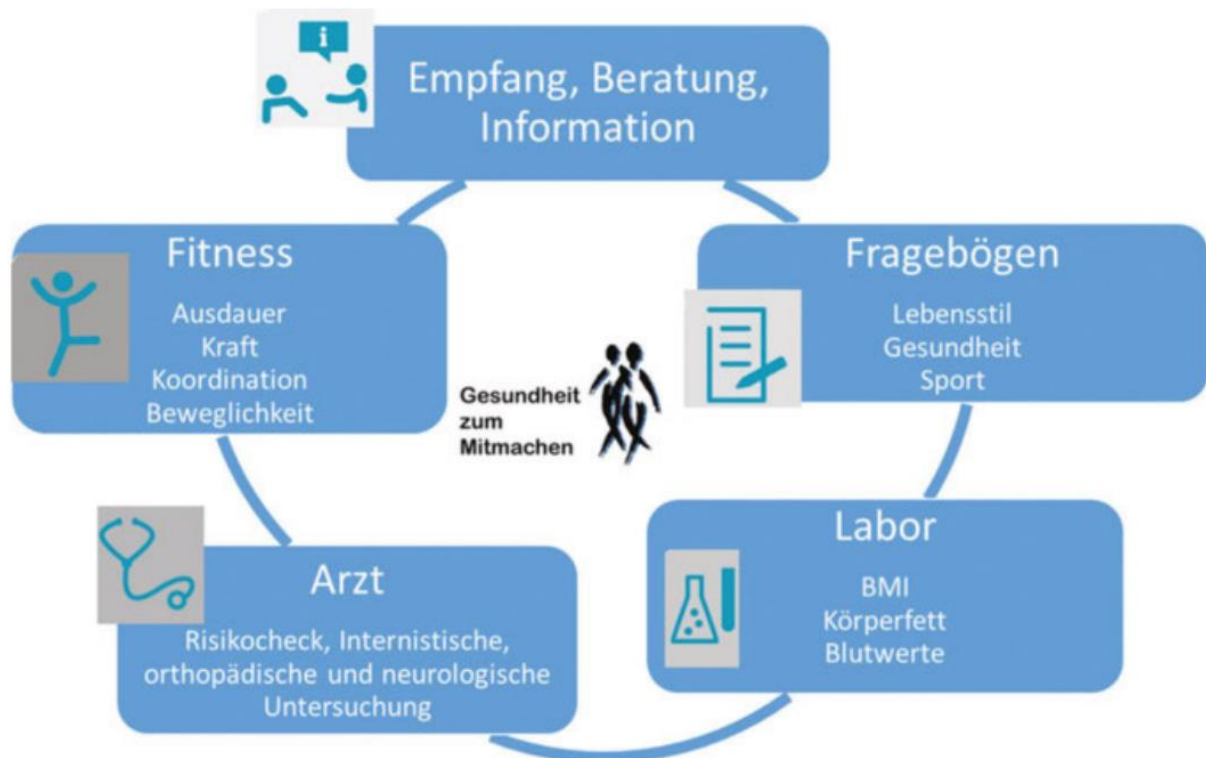 i
Empfang, Beratung,
Information
Fitness
Ausdauer
Kraft
Koordination
Beweglichkeit
Fragebögen
Lebensstil
Gesundheit
Sport
Gesundheit
zum
Mitmachen
Arzt
Risikocheck, Internistische,
orthopädische und neurologische
Untersuchung
Labor
BMI
Körperfett
Blutwerte